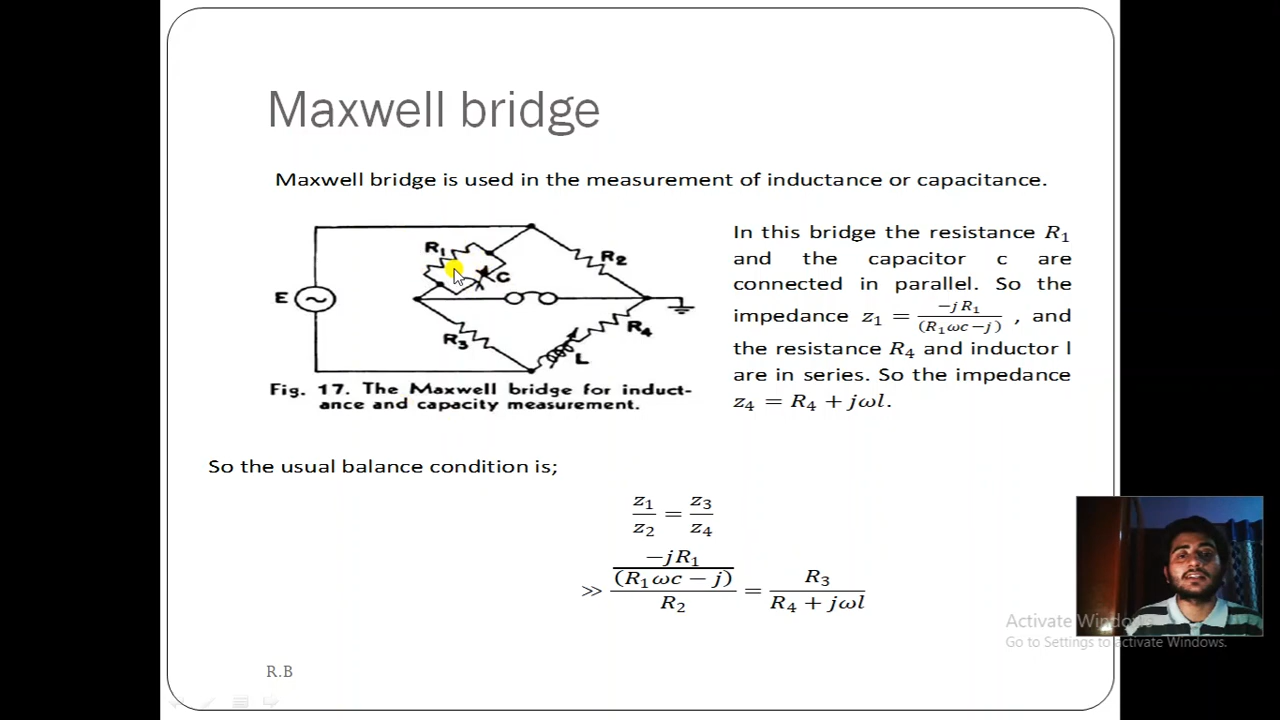 Maxwell bridge
Maxwell bridge is used in the measurement of inductance or capacitance.
R₁
R₂
C
E
R₃
R₄
L
Fig. 17. The Maxwell bridge for induct-
ance and capacity measurement.
In this bridge the resistance R₁
and the capacitor c are
connected in parallel. So the
impedance z₁ = −jR₁/(R₁ωc−j) , and
the resistance R₄ and inductor l
are in series. So the impedance
z₄ = R₄ + jωl.
So the usual balance condition is;
z₁/z₂ = z₃/z₄
≫ (−jR₁/(R₁ωc − j))/R₂ = R₃/(R₄ + jωl)
Activate Windows
Go to Settings to activate Windows.
R.B